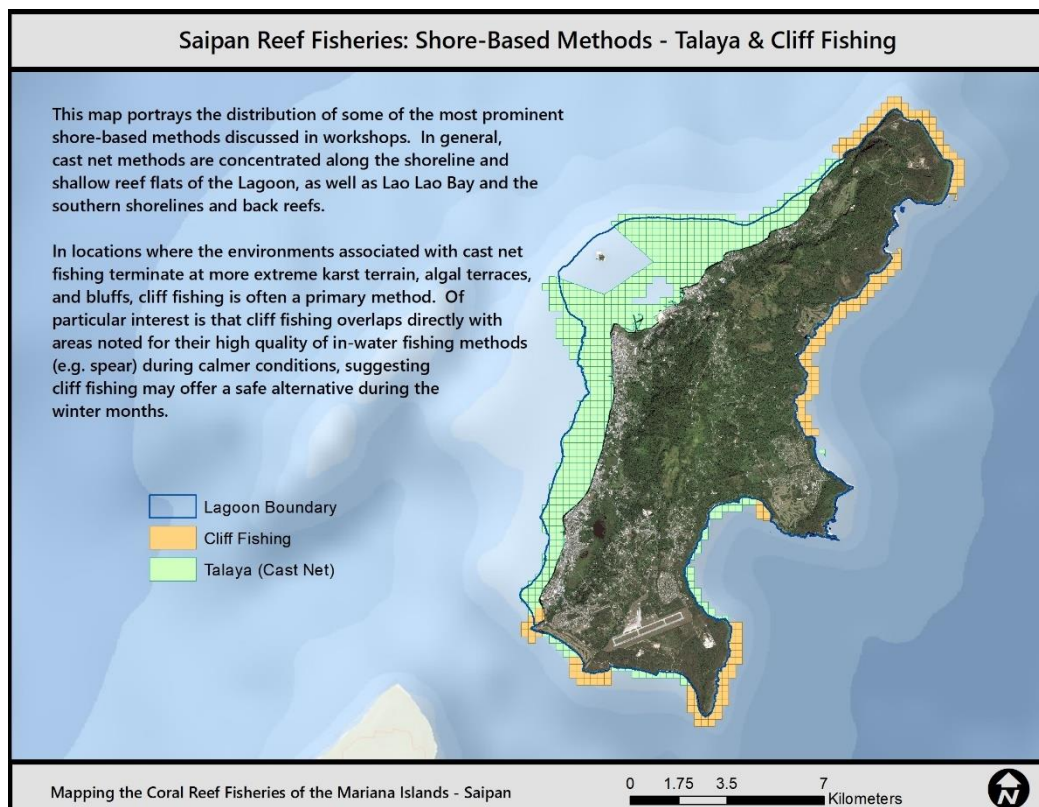 Saipan Reef Fisheries: Shore-Based Methods - Talaya & Cliff Fishing
This map portrays the distribution of some of the most prominent
shore-based methods discussed in workshops. In general,
cast net methods are concentrated along the shoreline and
shallow reef flats of the Lagoon, as well as Lao Lao Bay and the
southern shorelines and back reefs.
In locations where the environments associated with cast net
fishing terminate at more extreme karst terrain, algal terraces,
and bluffs, cliff fishing is often a primary method. Of
particular interest is that cliff fishing overlaps directly with
areas noted for their high quality of in-water fishing methods
(e.g. spear) during calmer conditions, suggesting
cliff fishing may offer a safe alternative during the
winter months.
Lagoon Boundary
Cliff Fishing
Talaya (Cast Net)
Mapping the Coral Reef Fisheries of the Mariana Islands - Saipan
0 1.75 3.5 7
Kilometers
N